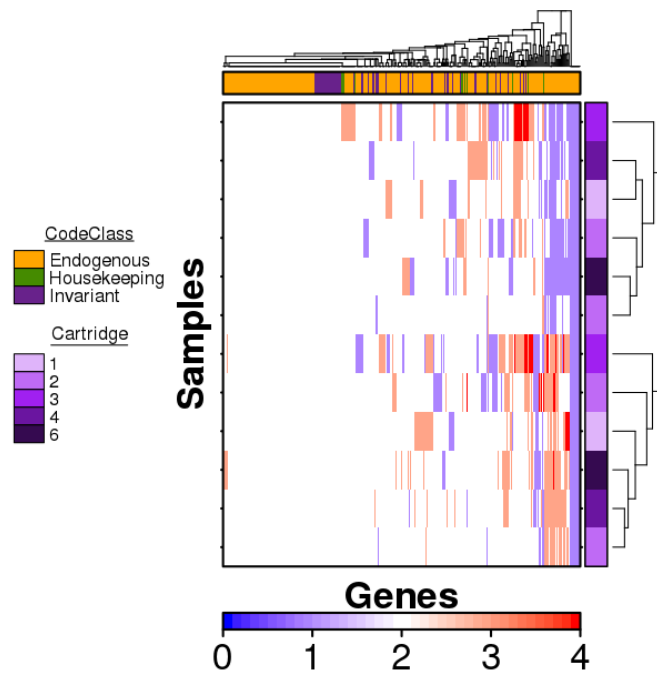 CodeClass
Endogenous
Housekeeping
Invariant
Cartridge
1
2
3
4
6
Samples
Genes
0 1 2 3 4